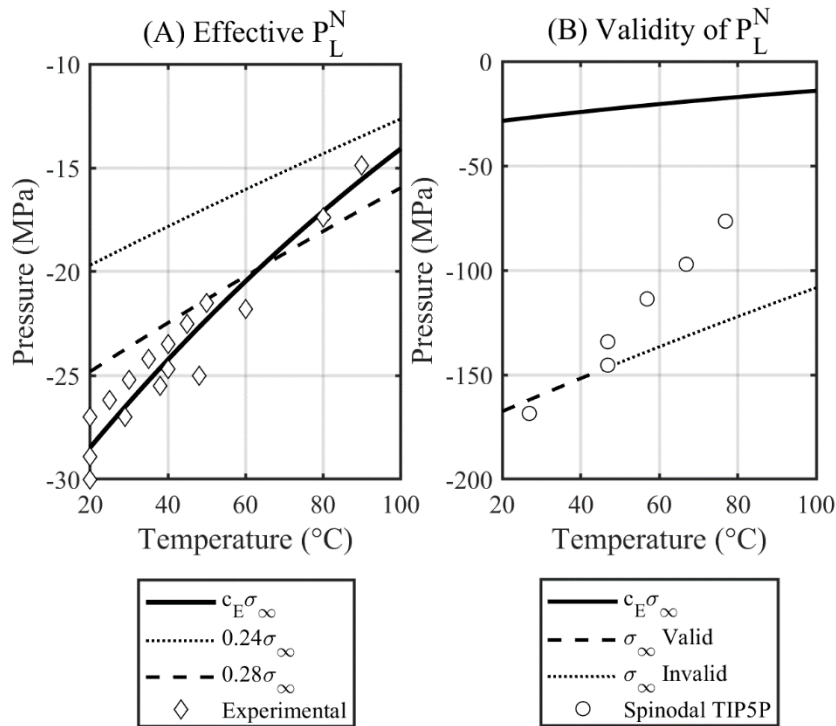 (A) Effective P_L^N
-10
-15
-20
-25
-30
Pressure (MPa)
20 40 60 80 100
Temperature (°C)
c_Eσ_∞
0.24σ_∞
0.28σ_∞
Experimental
(B) Validity of P_L^N
0
-50
-100
-150
-200
Pressure (MPa)
20 40 60 80 100
Temperature (°C)
c_Eσ_∞
σ_∞ Valid
σ_∞ Invalid
Spinodal TIP5P